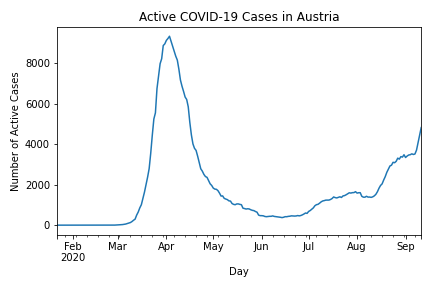 Active COVID-19 Cases in Austria
Number of Active Cases
8000
6000
4000
2000
0
Feb Mar Apr May Jun Jul Aug Sep
2020
Day